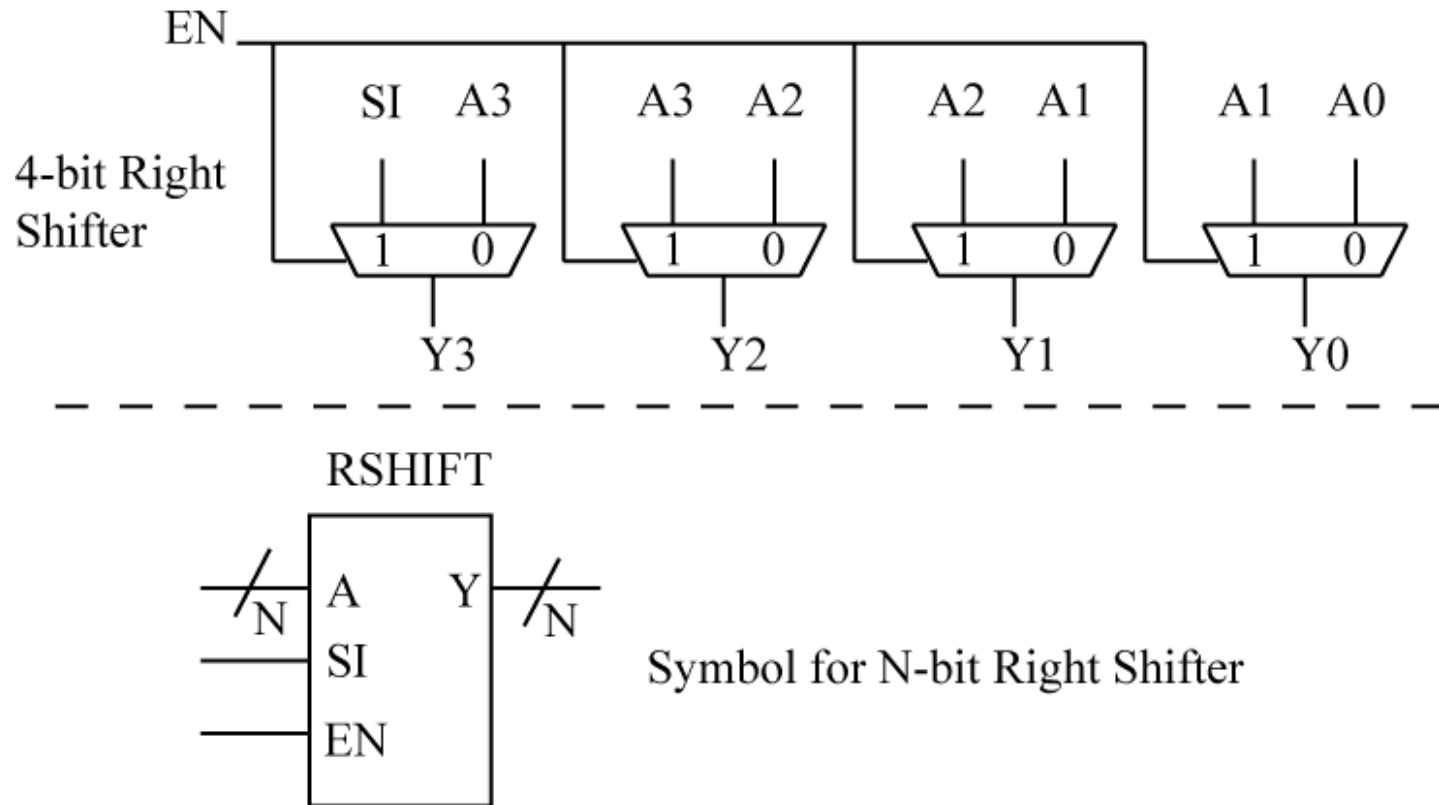 EN
SI A3 A3 A2 A2 A1 A1 A0
4-bit Right
Shifter
1 0 1 0 1 0 1 0
Y3 Y2 Y1 Y0
RSHIFT
A Y
N N
SI
Symbol for N-bit Right Shifter
EN